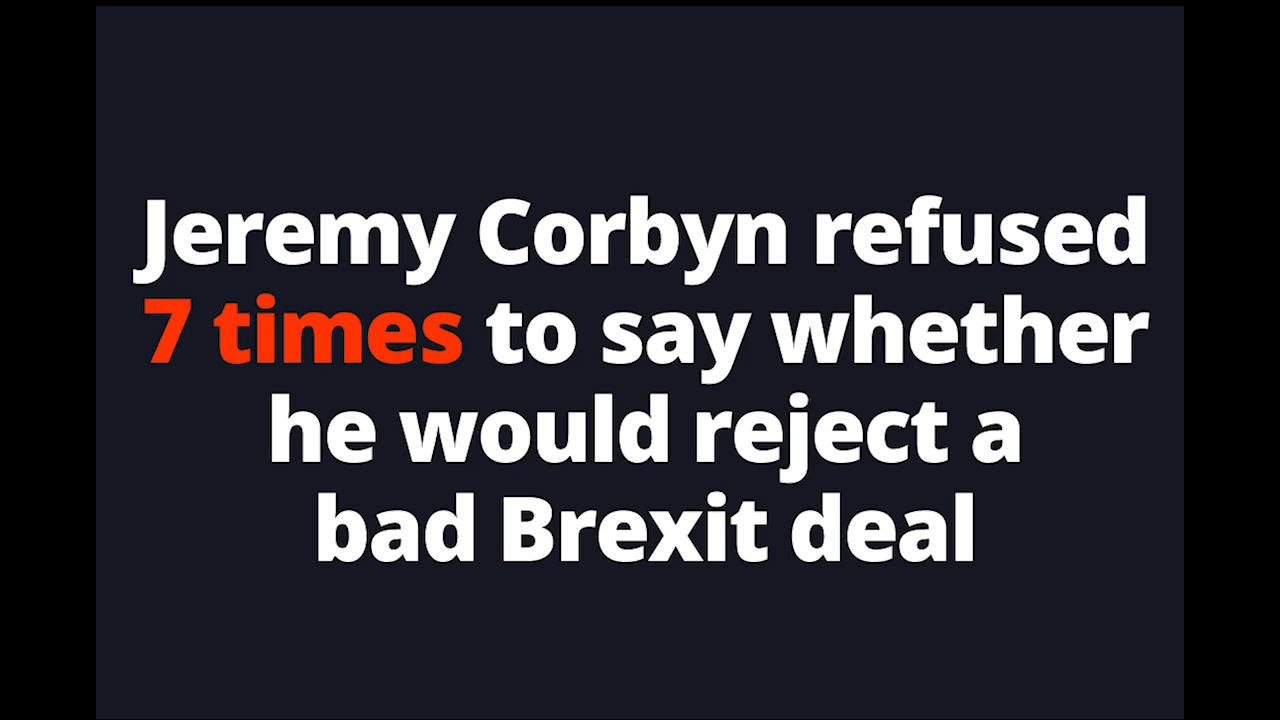 Jeremy Corbyn refused
7 times to say whether
he would reject a
bad Brexit deal